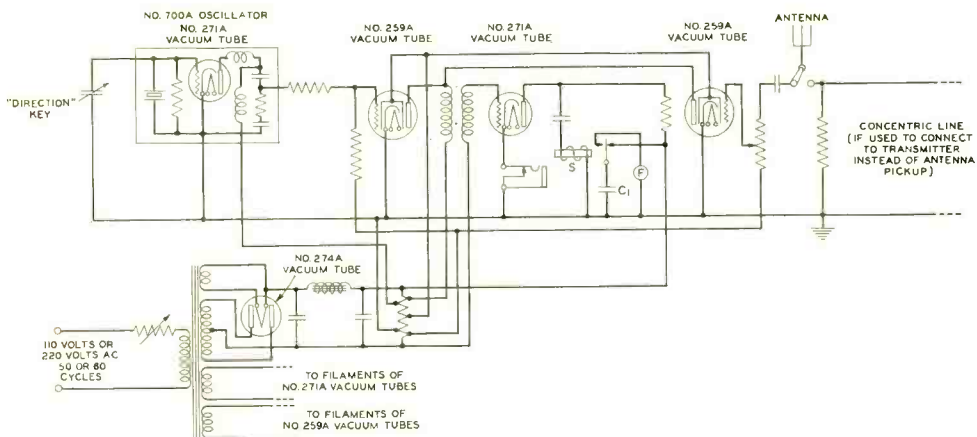 NO. 700A OSCILLATOR
NO. 271A
VACUUM TUBE
NO. 259A
VACUUM TUBE
NO. 271A
VACUUM TUBE
NO. 259A
VACUUM TUBE
ANTENNA
"DIRECTION"
KEY
S
C1
F
CONCENTRIC LINE
(IF USED TO CONNECT
TO TRANSMITTER
INSTEAD OF ANTENNA
PICKUP)
NO. 274A
VACUUM TUBE
110 VOLTS OR
220 VOLTS AC
50 OR 60
CYCLES
TO FILAMENTS OF
NO. 271A VACUUM TUBES
TO FILAMENTS OF
NO 259A VACUUM TUBES